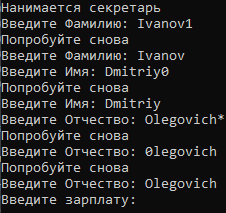 Нанимается секретарь
Введите Фамилию: Ivanov1
Попробуйте снова
Введите Фамилию: Ivanov
Введите Имя: Dmitriy0
Попробуйте снова
Введите Имя: Dmitriy
Введите Отчество: Olegovich*
Попробуйте снова
Введите Отчество: 0legovich
Попробуйте снова
Введите Отчество: Olegovich
Введите зарплату: